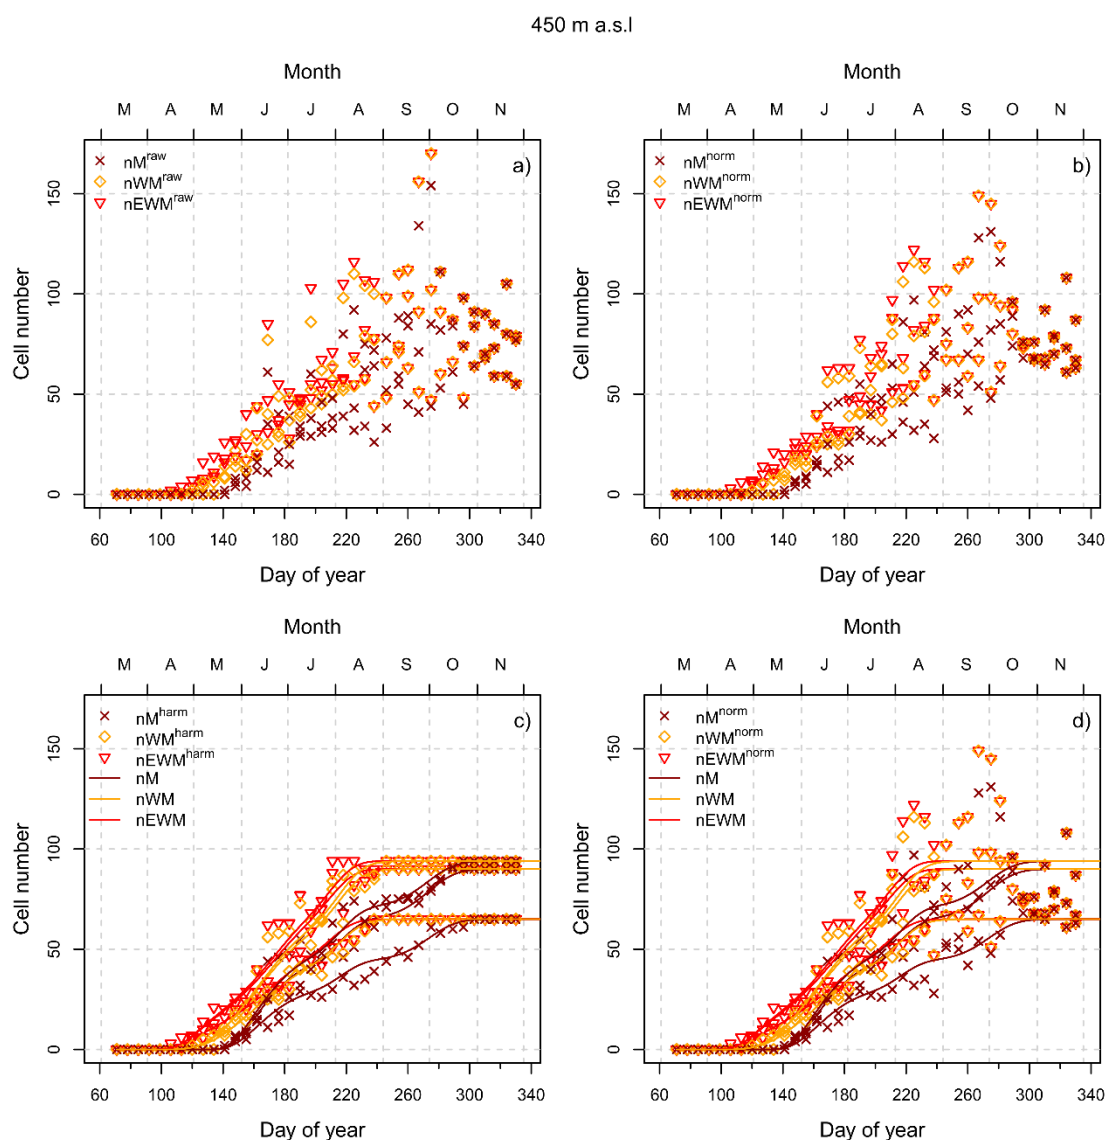 450 m a.s.l
Month
M A M J J A S O N
a)
nM^raw
nWM^raw
nEWM^raw
Cell number
0 50 100 150
60 100 140 180 220 260 300 340
Day of year
Month
M A M J J A S O N
b)
nM^norm
nWM^norm
nEWM^norm
Cell number
0 50 100 150
60 100 140 180 220 260 300 340
Day of year
Month
M A M J J A S O N
c)
nM^harm
nWM^harm
nEWM^harm
nM
nWM
nEWM
Cell number
0 50 100 150
60 100 140 180 220 260 300 340
Day of year
Month
M A M J J A S O N
d)
nM^norm
nWM^norm
nEWM^norm
nM
nWM
nEWM
Cell number
0 50 100 150
60 100 140 180 220 260 300 340
Day of year